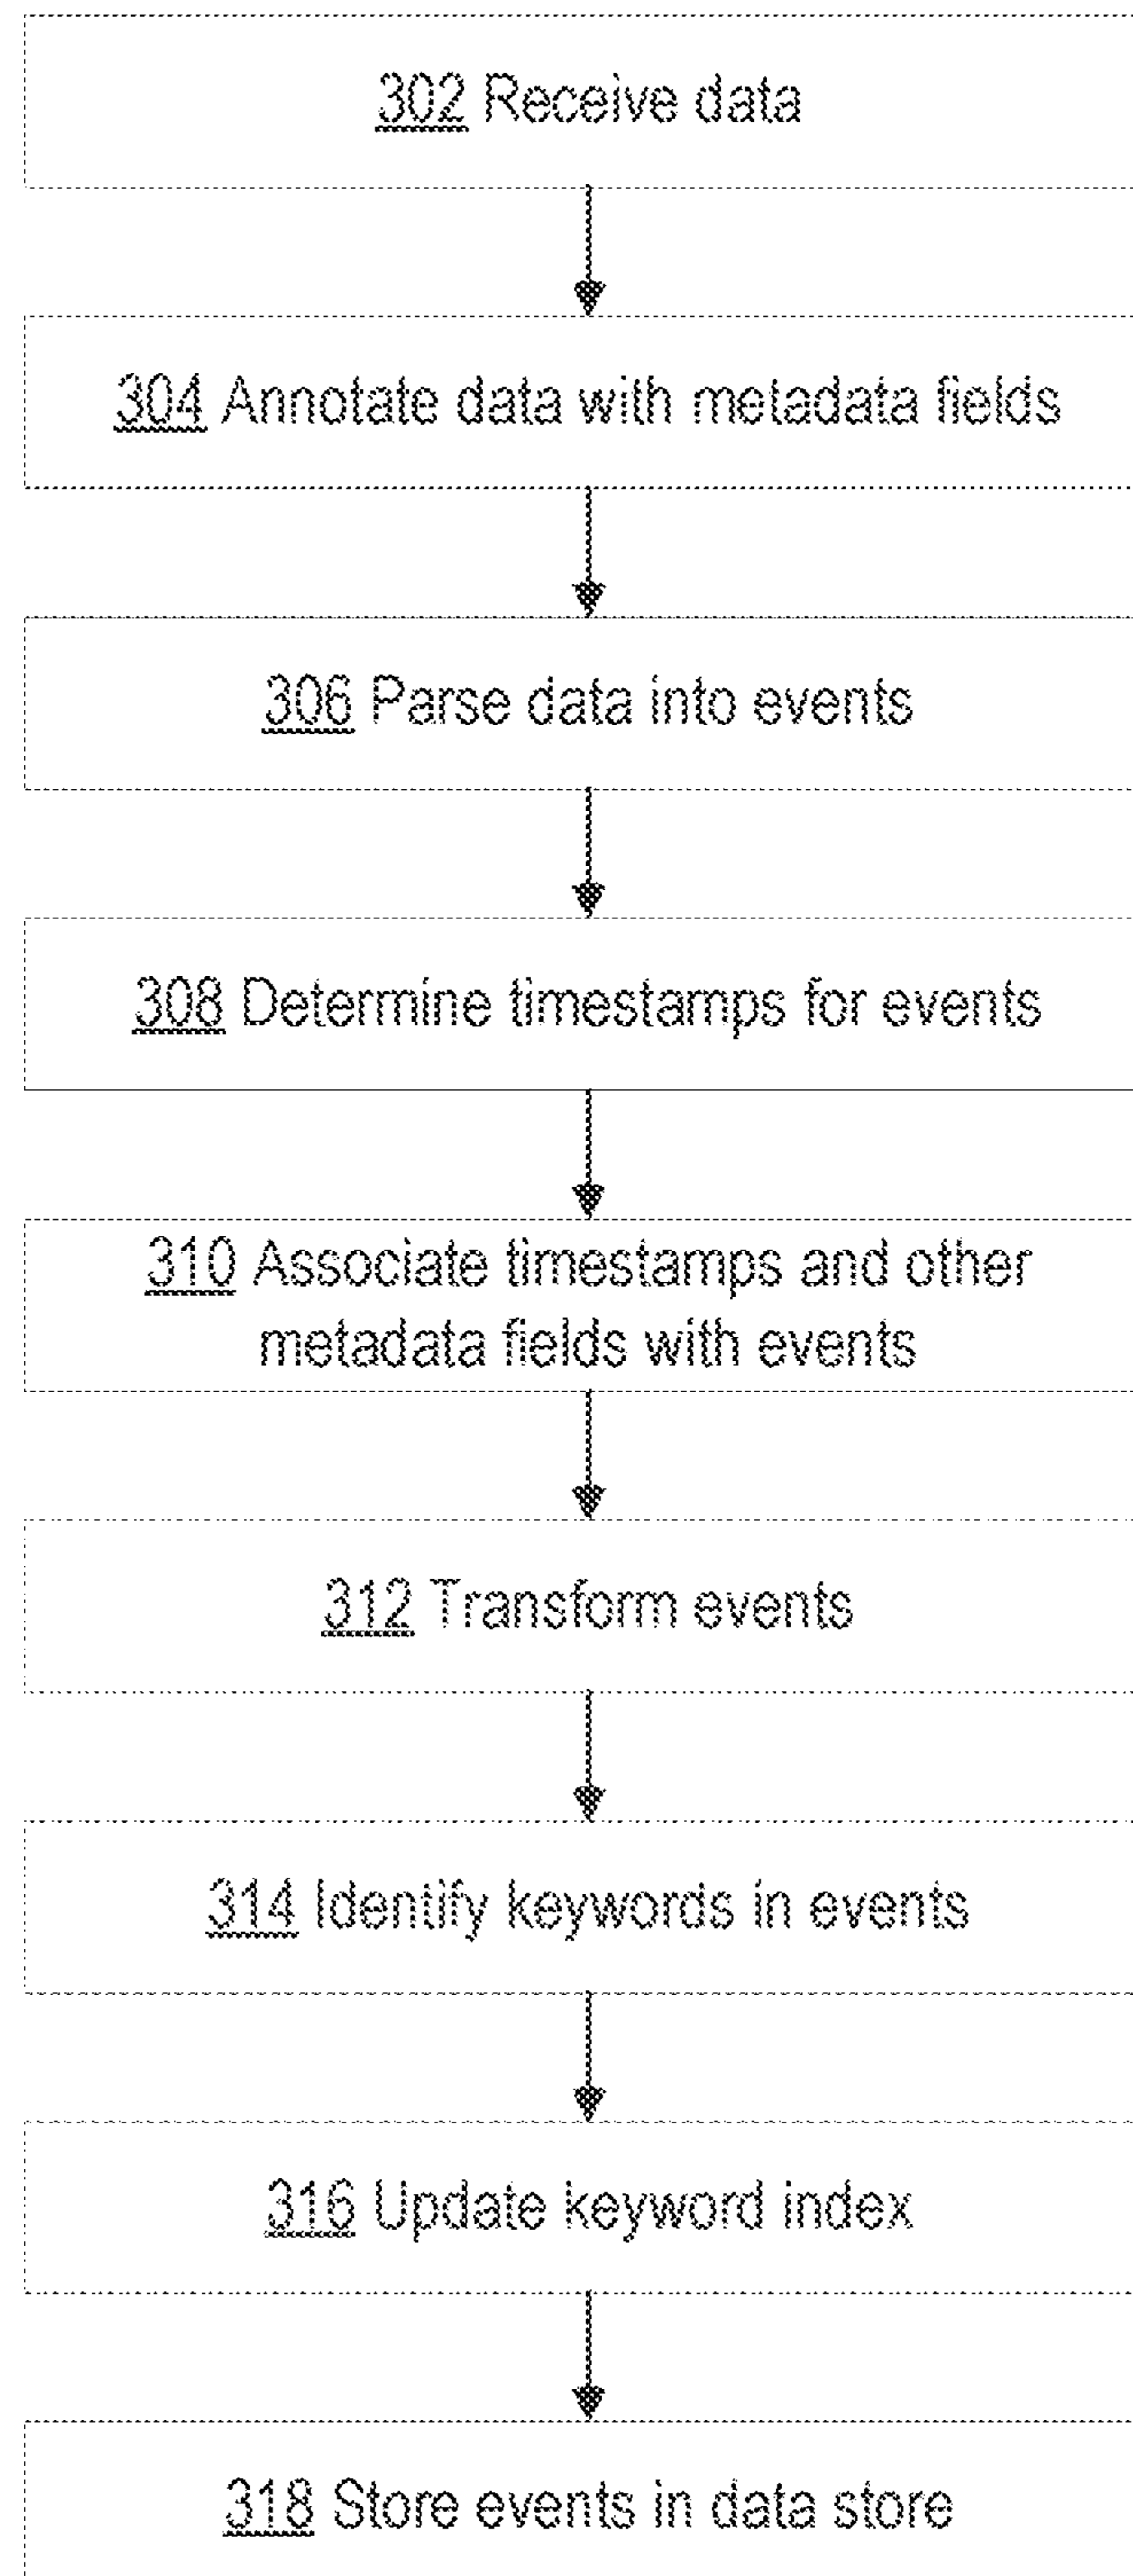 302 Receive data
304 Annotate data with metadata fields
306 Parse data into events
308 Determine timestamps for events
310 Associate timestamps and other
metadata fields with events
312 Transform events
314 Identify keywords in events
316 Update keyword index
318 Store events in data store